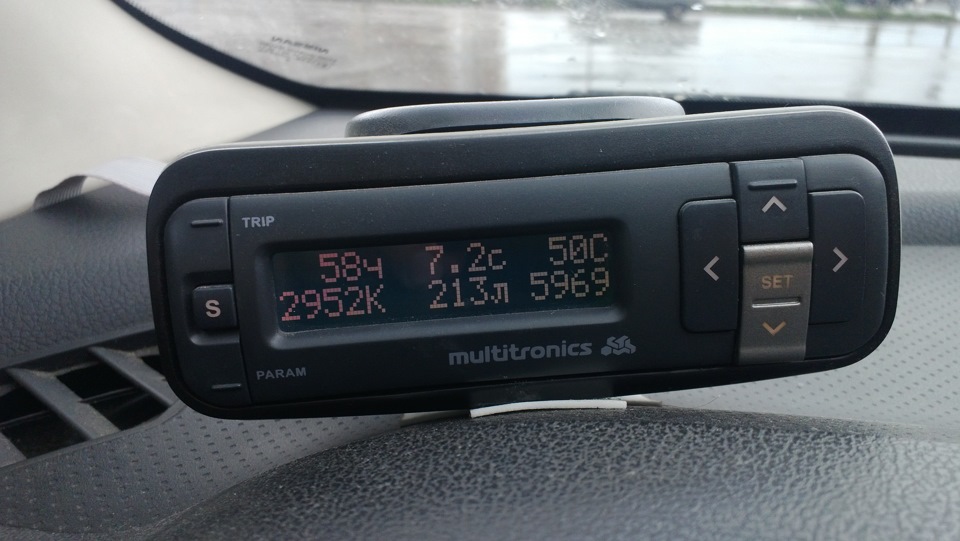 TRIP
58ч 7.2с 50С
2952К 213л 5969
S
SET
multitronics
PARAM